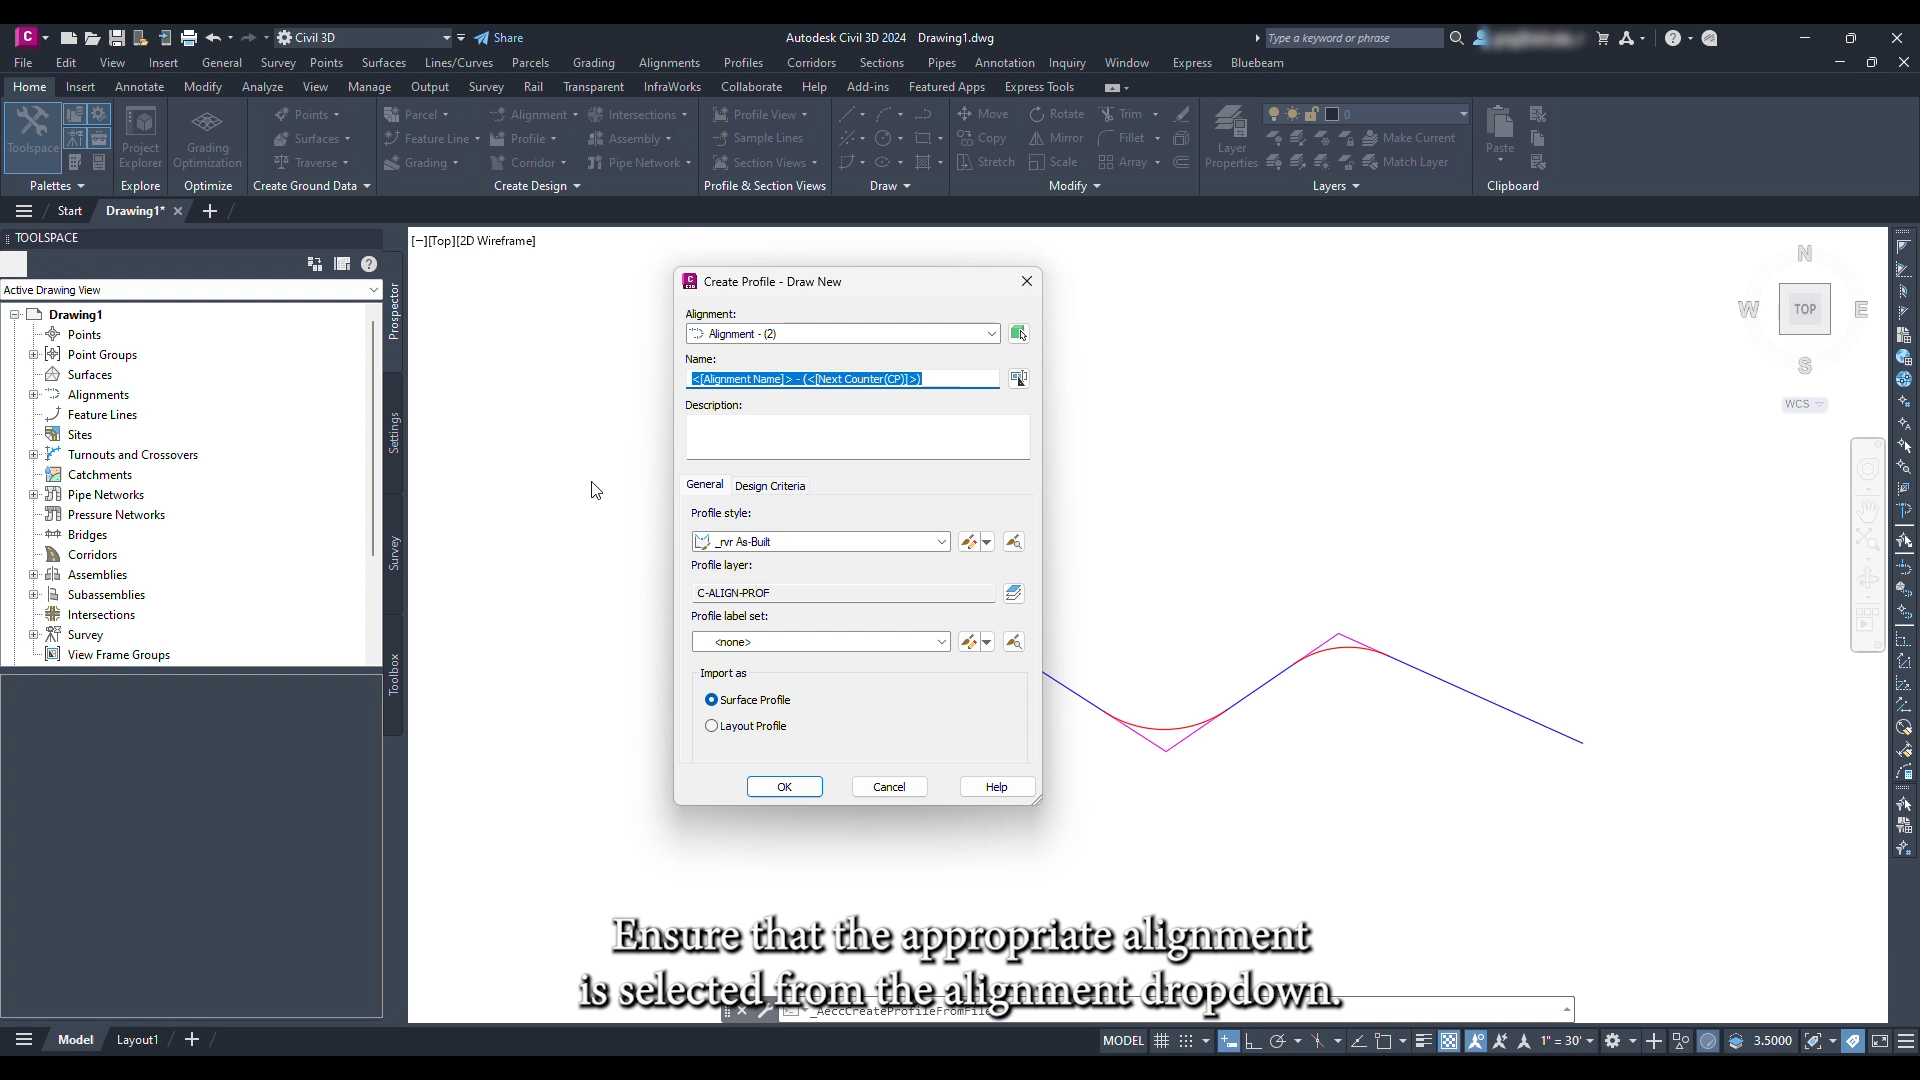 Civil 3D
Share
Autodesk Civil 3D 2024 Drawing1.dwg
Type a keyword or phrase
File Edit View Insert General Survey Points Surfaces Lines/Curves Parcels Grading Alignments Profiles Corridors Sections Pipes Annotation Inquiry Window Express Bluebeam
Home Insert Annotate Modify Analyze View Manage Output Survey Rail Transparent InfraWorks Collaborate Help Add-ins Featured Apps Express Tools
Points Parcel Alignment Intersections Profile View Move Rotate Trim 0
Toolspace Project Explorer Grading Optimization Surfaces Feature Line Profile Assembly Sample Lines Copy Mirror Fillet Layer Properties Make Current Paste
Traverse Grading Corridor Pipe Network Section Views Stretch Scale Array Match Layer
Palettes Explore Optimize Create Ground Data Create Design Profile & Section Views Draw Modify Layers Clipboard
Start Drawing1*
TOOLSPACE
Active Drawing View
Drawing1
Points
Point Groups
Surfaces
Alignments
Feature Lines
Sites
Turnouts and Crossovers
Catchments
Pipe Networks
Pressure Networks
Bridges
Corridors
Assemblies
Subassemblies
Intersections
Survey
View Frame Groups
Prospector
Settings
Survey
Toolbox
[–][Top][2D Wireframe]
N
W TOP E
S
WCS
Create Profile - Draw New
Alignment:
Alignment - (2)
Name:
<[Alignment Name]> - (<[Next Counter(CP)]>)
Description:
General Design Criteria
Profile style:
_rvr As-Built
Profile layer:
C-ALIGN-PROF
Profile label set:
<none>
Import as
Surface Profile
Layout Profile
OK Cancel Help
Ensure that the appropriate alignment
is selected from the alignment dropdown.
_AeccCreateProfileFromFile
Model Layout1
MODEL 1" = 30' 3.5000